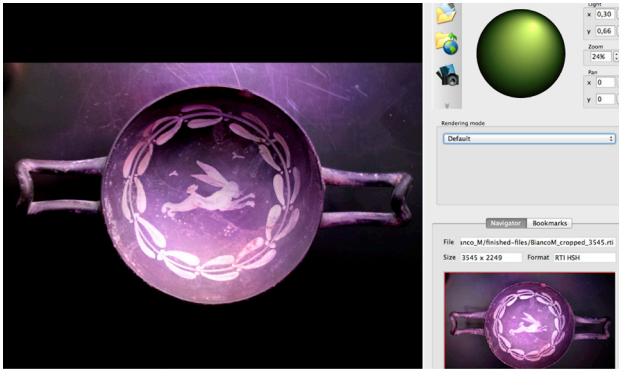 Light
x 0,30
y 0,66
Zoom
24%
Pan
x 0
y 0
Rendering mode
Default
Navigator Bookmarks
File anco_M/finished-files/BiancoM_cropped_3545.rti
Size 3545 x 2249 Format RTI HSH